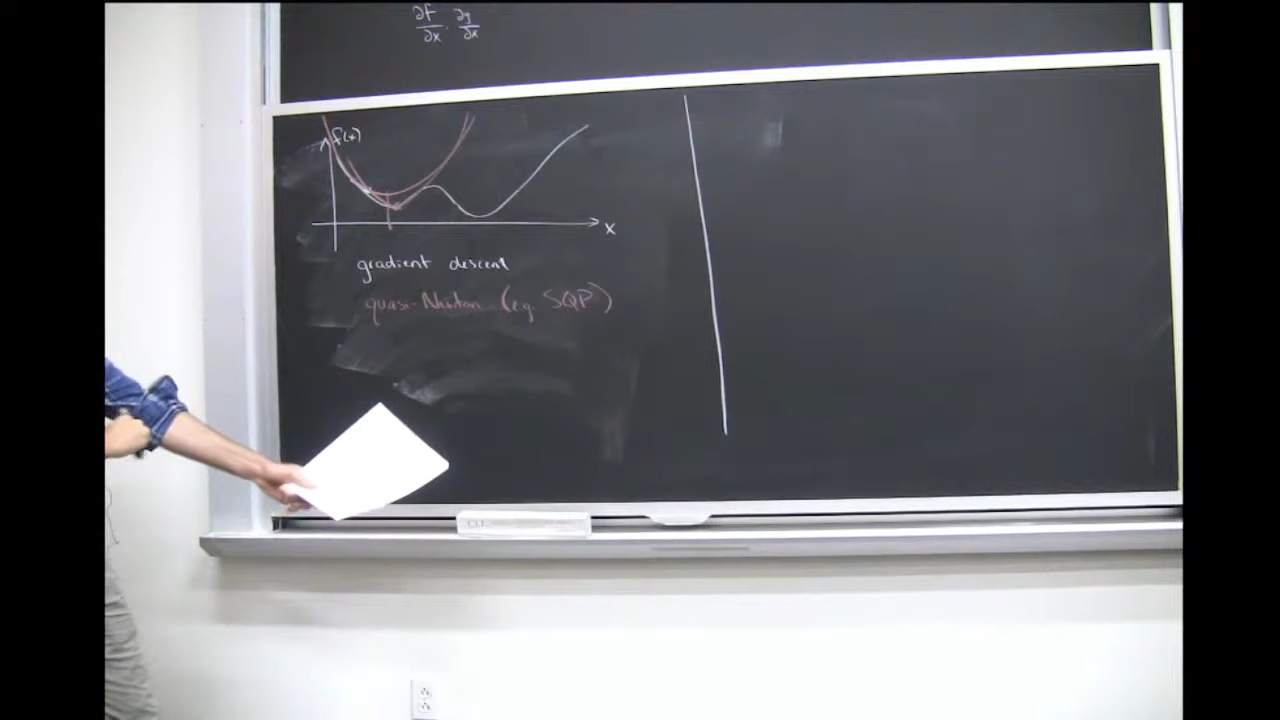 ∂f/∂x, ∂g/∂x
f(x)
x
gradient descent
quasi-Newton (e.g. SQP)